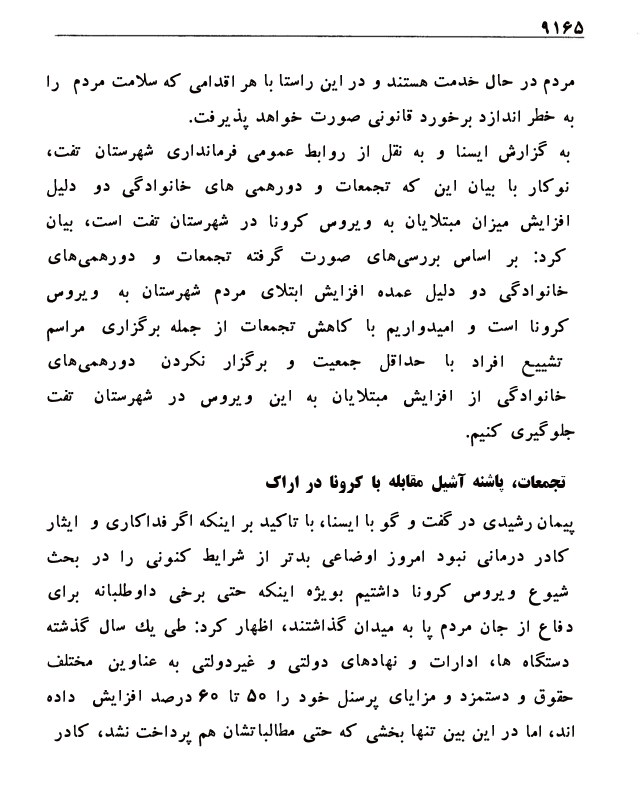 ۹۱۶۵
مردم در حال خدمت هستند و در این راستا با هر اقدامی که سلامت مردم را
به خطر اندازد برخورد قانونی صورت خواهد پذیرفت.
به گزارش ایسنا و به نقل از روابط عمومی فرمانداری شهرستان تفت،
نوکار با بیان این که تجمعات و دورهمی های خانوادگی دو دلیل
افزایش میزان مبتلایان به ویروس کرونا در شهرستان تفت است، بیان
کرد: بر اساس بررسی‌های صورت گرفته تجمعات و دورهمی‌های
خانوادگی دو دلیل عمده افزایش ابتلای مردم شهرستان به ویروس
کرونا است و امیدواریم با کاهش تجمعات از جمله برگزاری مراسم
تشییع افراد با حداقل جمعیت و برگزار نکردن دورهمی‌های
خانوادگی از افزایش مبتلایان به این ویروس در شهرستان تفت
جلوگیری کنیم.
تجمعات، پاشنه آشیل مقابله با کرونا در اراک
پیمان رشیدی در گفت و گو با ایسنا، با تاکید بر اینکه اگر فداکاری و ایثار
کادر درمانی نبود امروز اوضاعی بدتر از شرایط کنونی را در بحث
شیوع ویروس کرونا داشتیم بویژه اینکه حتی برخی داوطلبانه برای
دفاع از جان مردم پا به میدان گذاشتند، اظهار کرد: طی یك سال گذشته
دستگاه ها، ادارات و نهادهای دولتی و غیردولتی به عناوین مختلف
حقوق و دستمزد و مزایای پرسنل خود را ۵۰ تا ۶۰ درصد افزایش داده
اند، اما در این بین تنها بخشی که حتی مطالباتشان هم پرداخت نشد، کادر